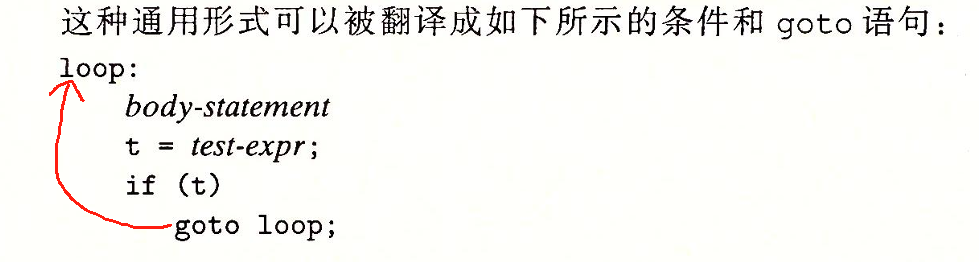 这种通用形式可以被翻译成如下所示的条件和 goto 语句：
loop:
body-statement
t = test-expr;
if (t)
goto loop;